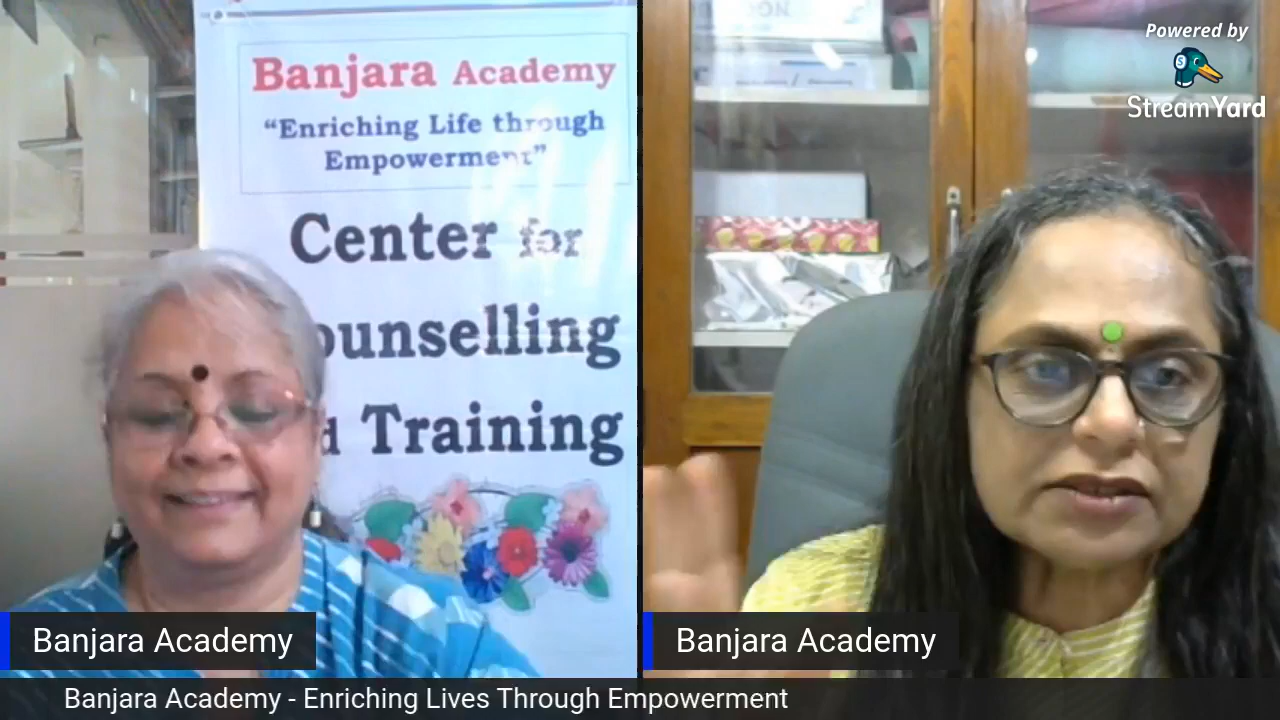 Banjara Academy
“Enriching Life through
Empowerment”
Center for
ounselling
d Training
Powered by
StreamYard
Banjara Academy
Banjara Academy
Banjara Academy - Enriching Lives Through Empowerment